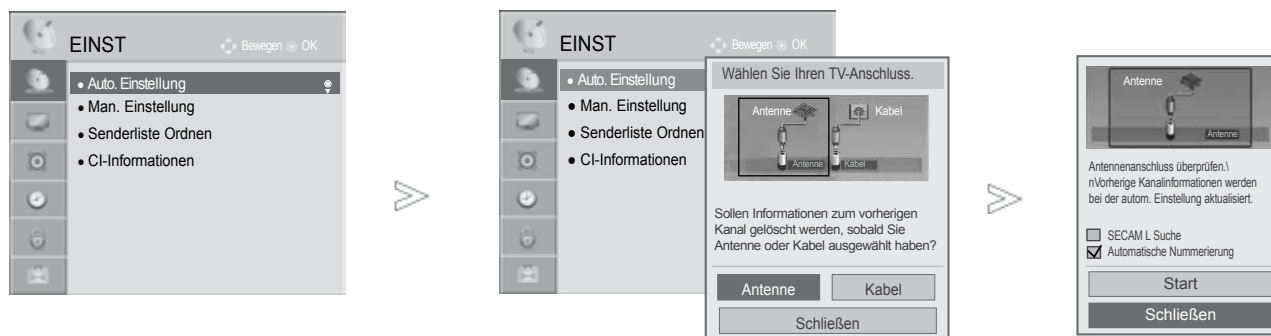 EINST
Bewegen OK
Auto. Einstellung
Man. Einstellung
Senderliste Ordnen
CI-Informationen
EINST
Bewegen OK
Auto. Einstellung
Man. Einstellung
Senderliste Ordnen
CI-Informationen
Wählen Sie Ihren TV-Anschluss.
Antenne Kabel
Antenne Kabel
Sollen Informationen zum vorherigen
Kanal gelöscht werden, sobald Sie
Antenne oder Kabel ausgewählt haben?
Antenne Kabel
Schließen
Antenne
Antenne
Antennenanschluss überprüfen.\
nVorherige Kanalinformationen werden
bei der autom. Einstellung aktualisiert.
SECAM L Suche
Automatische Nummerierung
Start
Schließen